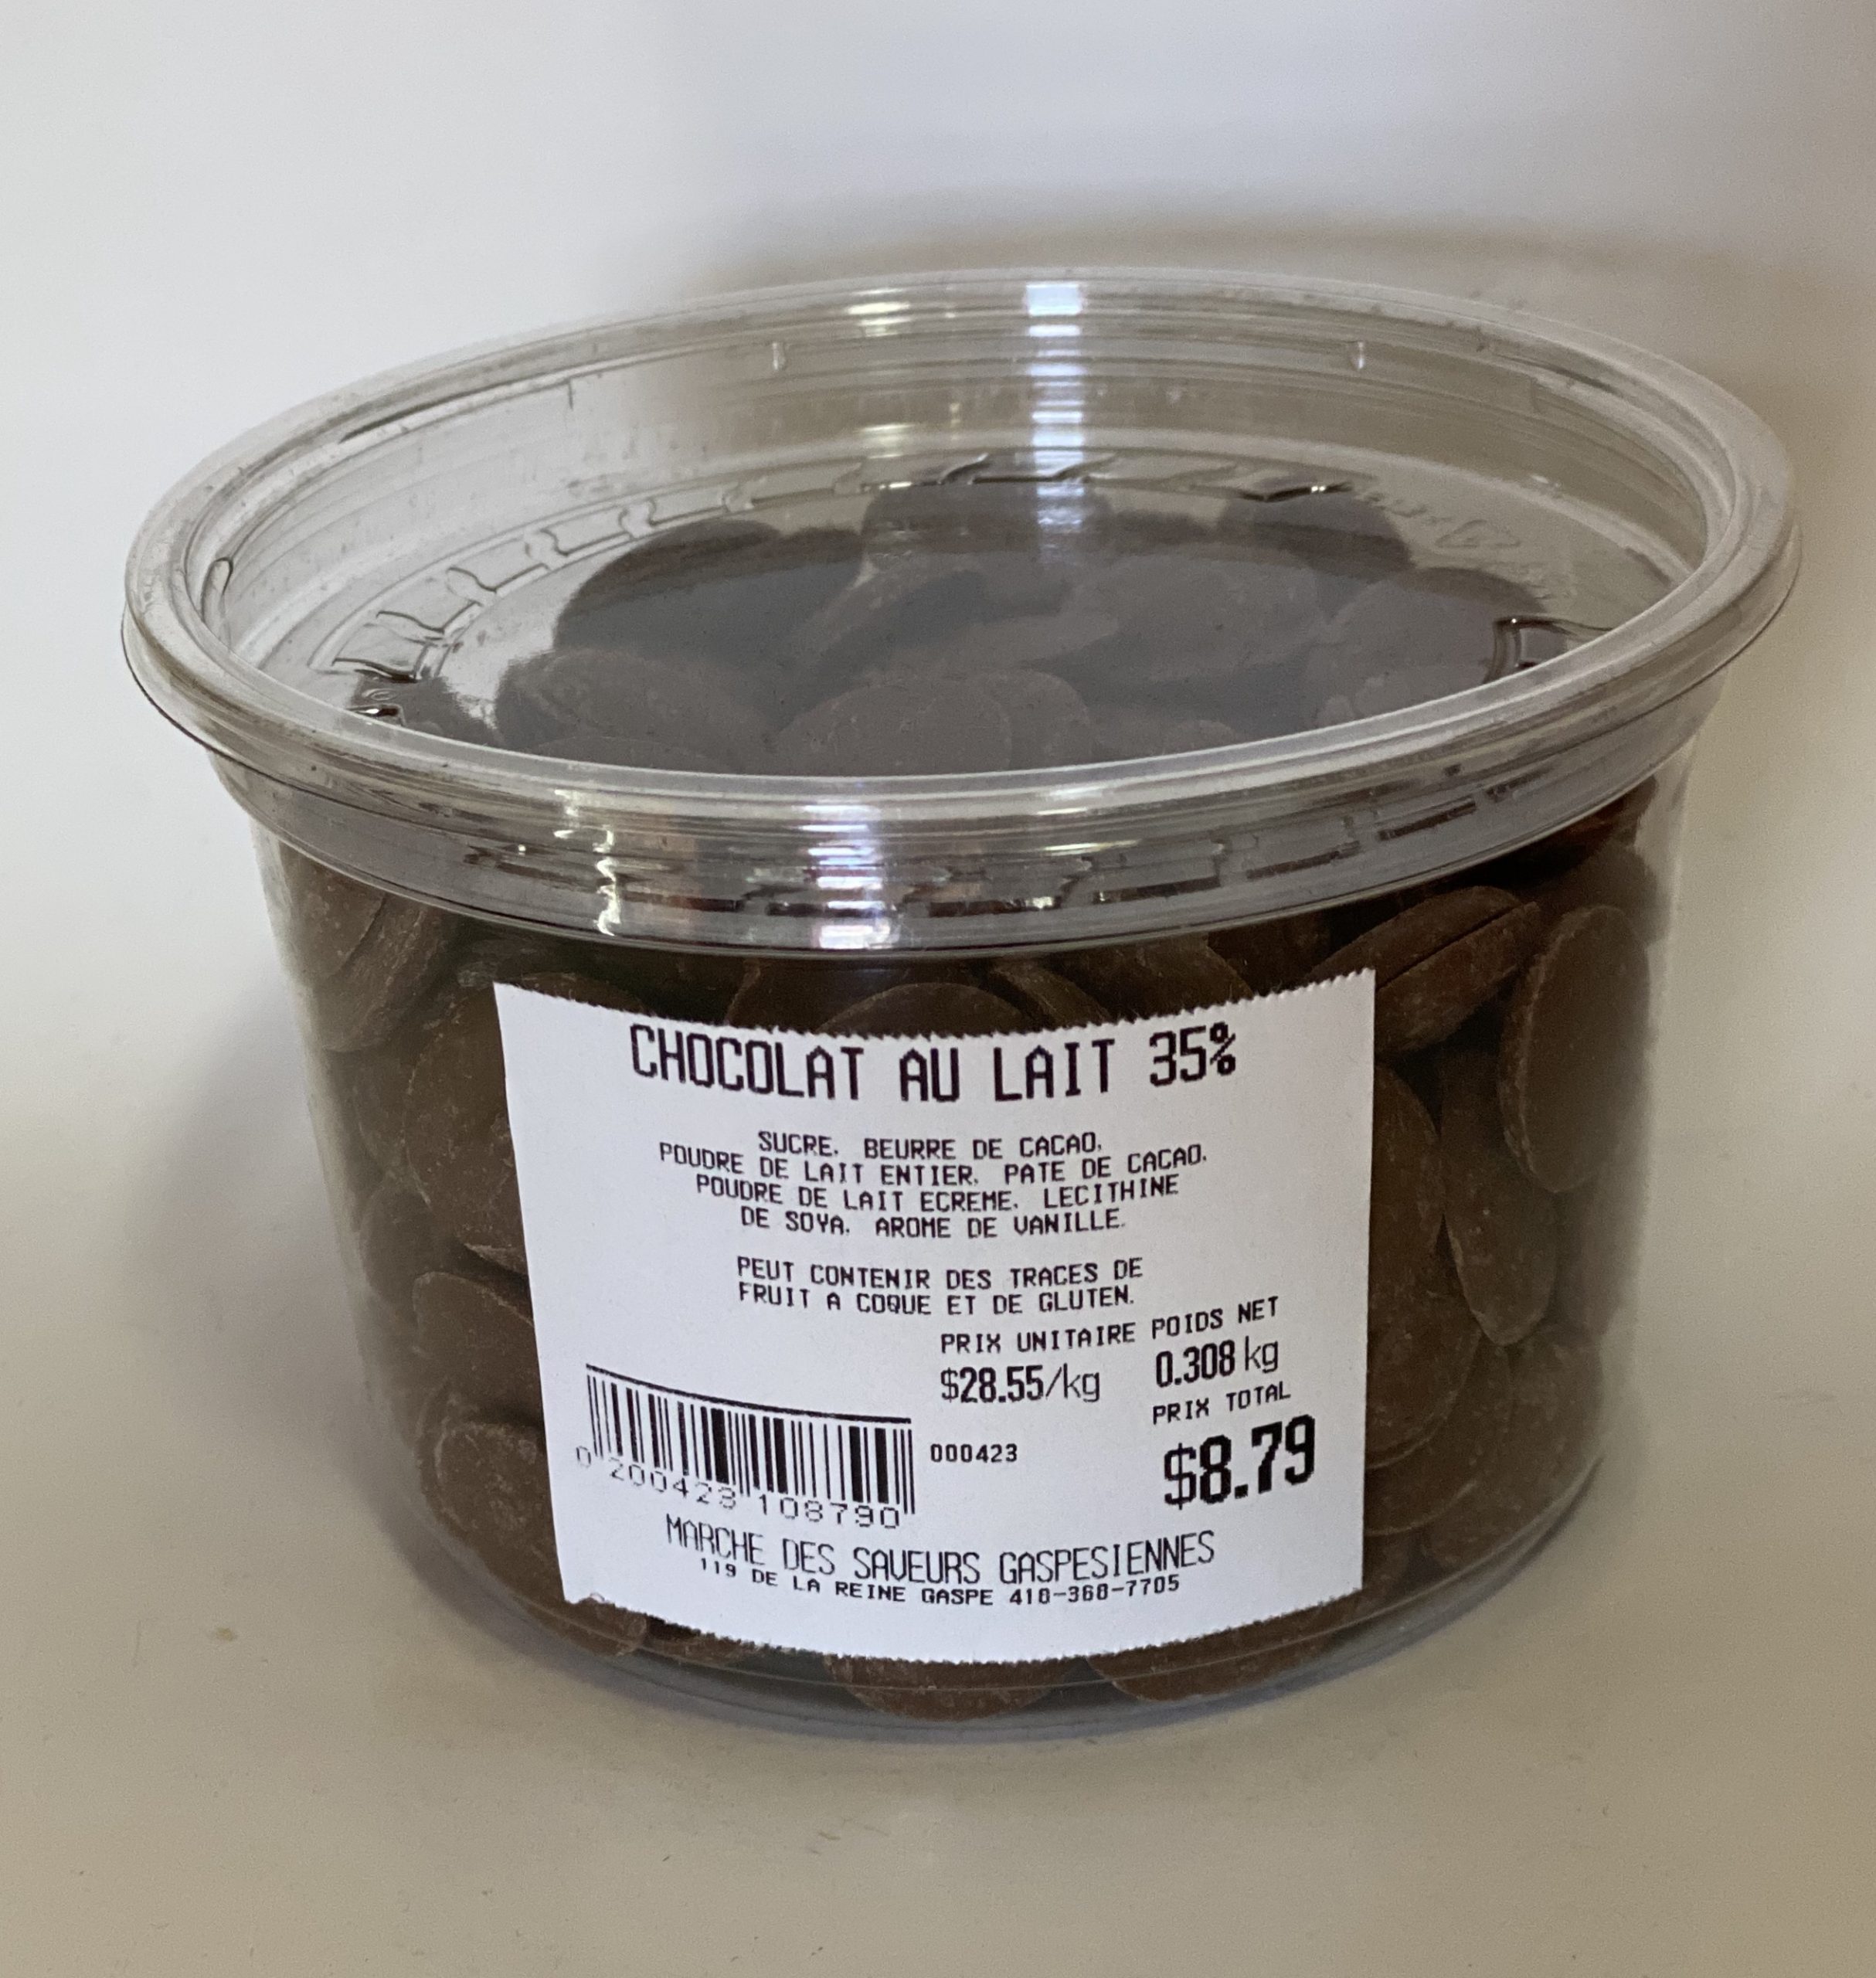 CHOCOLAT AU LAIT 35%
SUCRE, BEURRE DE CACAO,
POUDRE DE LAIT ENTIER, PATE DE CACAO,
POUDRE DE LAIT ECREME, LECITHINE
DE SOYA, AROME DE VANILLE.
PEUT CONTENIR DES TRACES DE
FRUIT A COQUE ET DE GLUTEN.
PRIX UNITAIRE POIDS NET
$28.55/kg 0.308 kg
PRIX TOTAL
000423 $8.79
0 200423 108790
MARCHE DES SAVEURS GASPESIENNES
119 DE LA REINE GASPE 418-368-7705